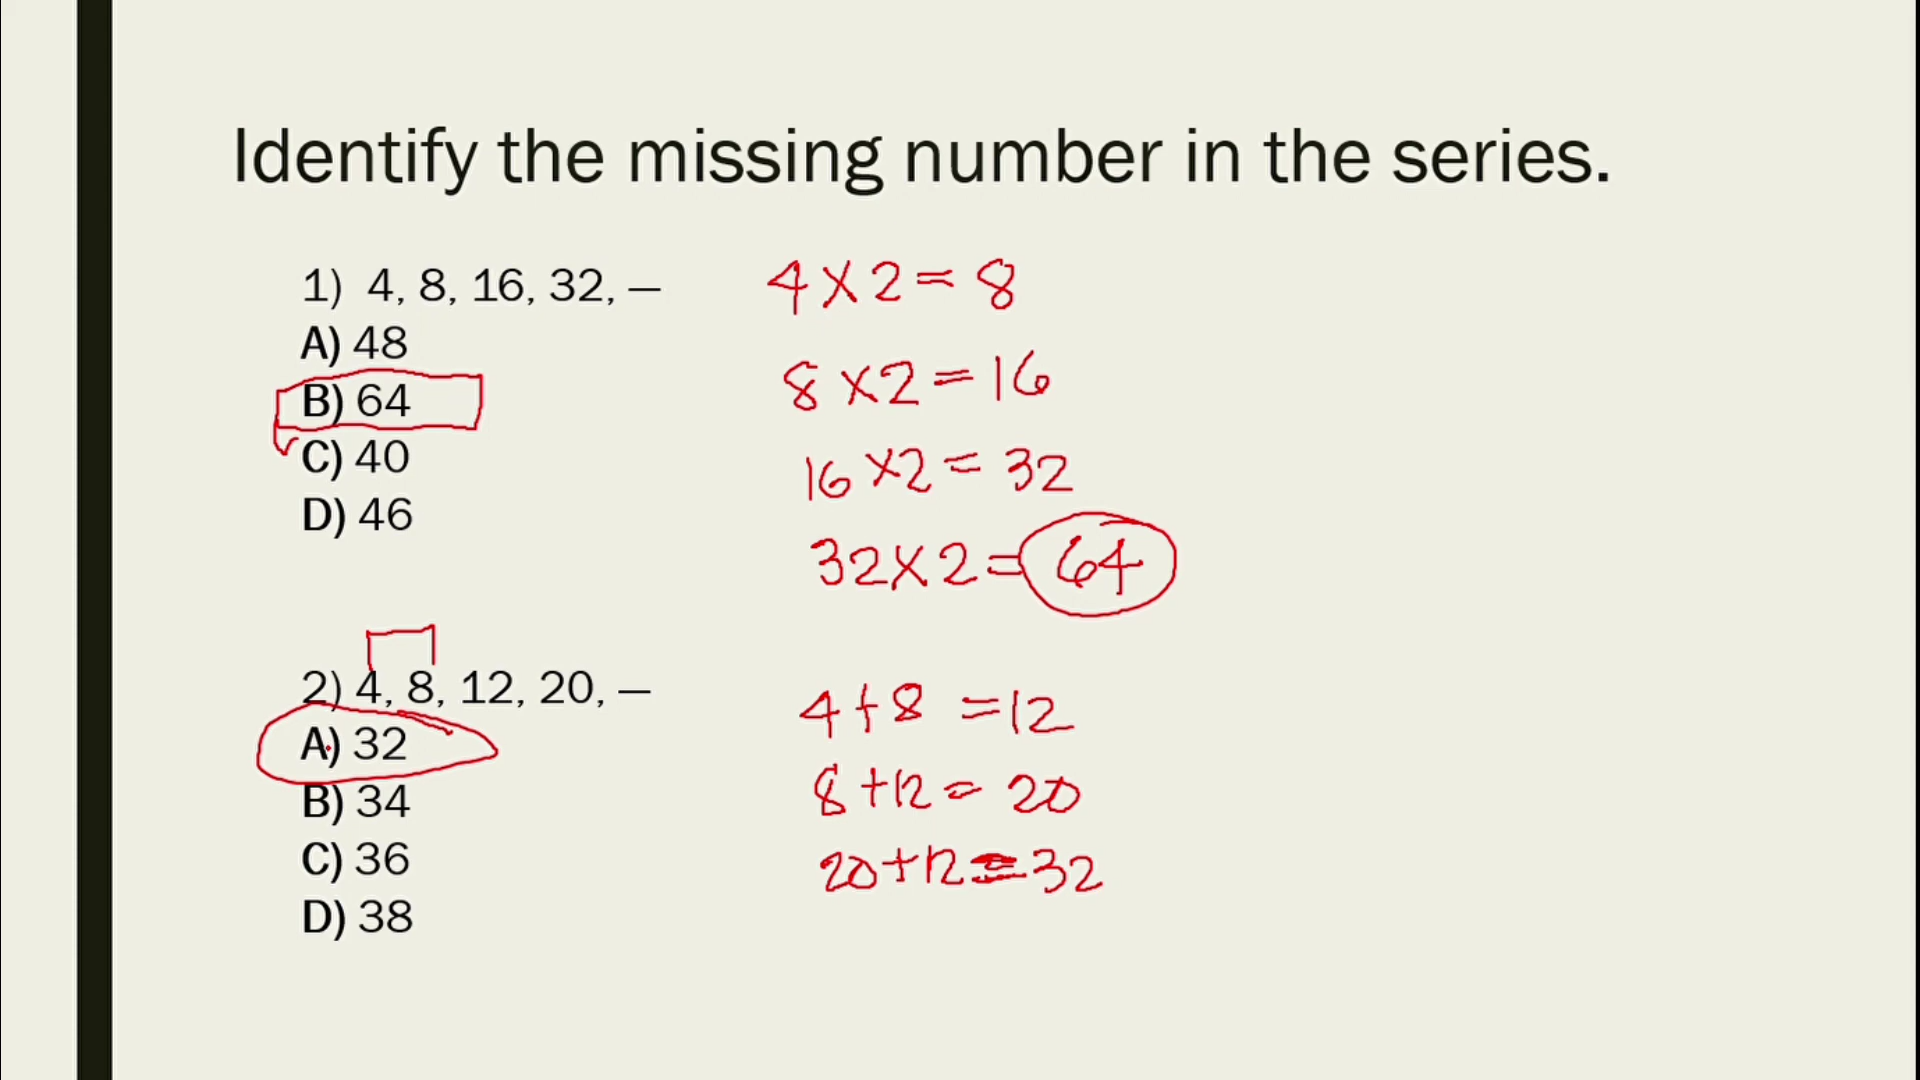 Identify the missing number in the series.
1) 4, 8, 16, 32, —
A) 48
B) 64
C) 40
D) 46
4 x 2 = 8
8 x 2 = 16
16 x 2 = 32
32 x 2 = 64
2) 4, 8, 12, 20, —
A) 32
B) 34
C) 36
D) 38
4 + 8 = 12
8 + 12 = 20
20 + 12 = 32